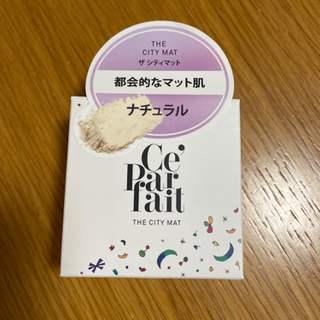 THE
CITY MAT
ザ シティマット
都会的なマット肌
ナチュラル
Ce'
Par
fait
THE CITY MAT